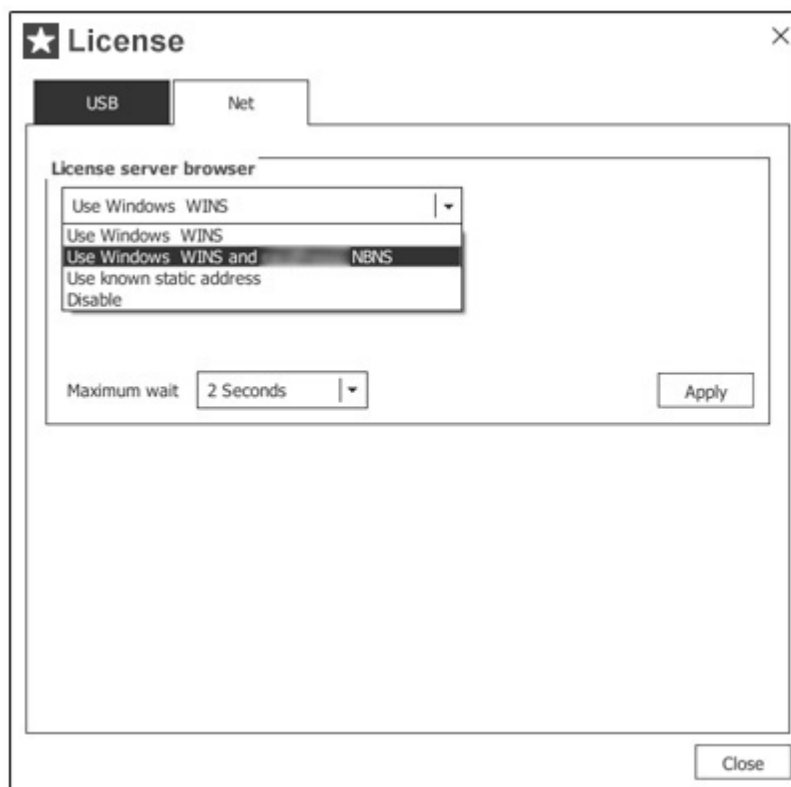 License
USB
Net
License server browser
Use Windows WINS
Use Windows WINS
Use Windows WINS and NBNS
Use known static address
Disable
Maximum wait
2 Seconds
Apply
Close